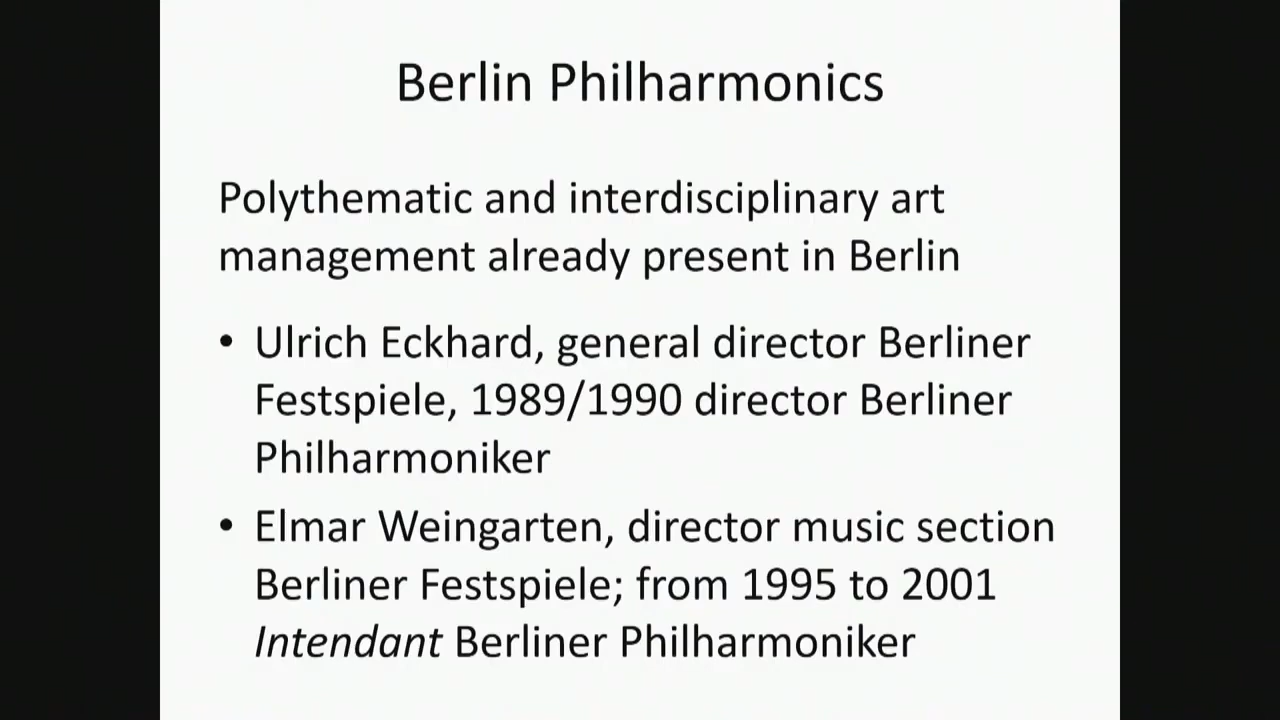 Berlin Philharmonics
Polythematic and interdisciplinary art
management already present in Berlin
• Ulrich Eckhard, general director Berliner
Festspiele, 1989/1990 director Berliner
Philharmoniker
• Elmar Weingarten, director music section
Berliner Festspiele; from 1995 to 2001
Intendant Berliner Philharmoniker